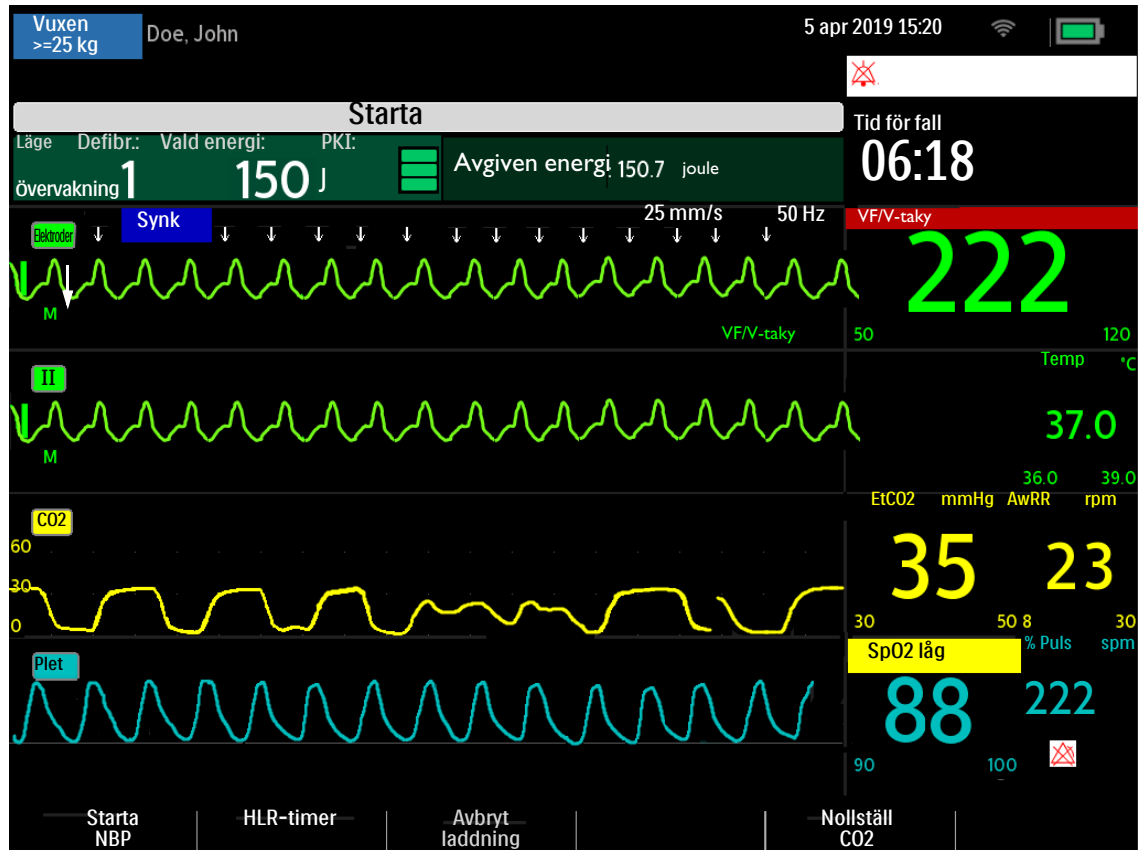 Vuxen
>=25 kg
Doe, John
5 apr 2019 15:20
Starta
Tid för fall
06:18
Läge Defibr.: Vald energi: PKI:
övervakning 1 150 J
Avgiven energi: 150.7 joule
Elektroder
Synk
25 mm/s 50 Hz
VF/V-taky
222
M
VF/V-taky
50 120
II
Temp °C
37.0
M
36.0 39.0
CO2
EtCO2 mmHg AwRR rpm
60
30
0
35 23
30 50 8 30
Plet
SpO2 låg
% Puls spm
88 222
90 100
Starta
NBP
HLR-timer
Avbryt
laddning
Nollställ
CO2